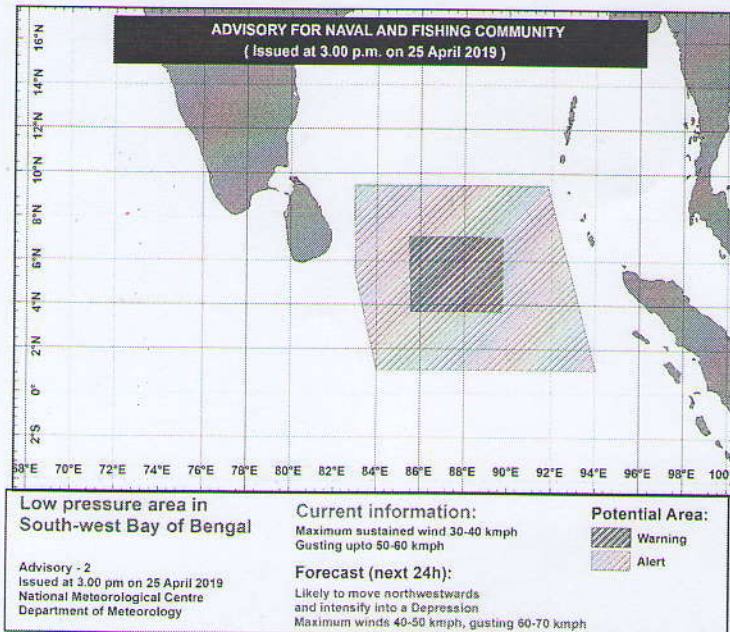 ADVISORY FOR NAVAL AND FISHING COMMUNITY
( Issued at 3.00 p.m. on 25 April 2019 )
16°N
14°N
12°N
10°N
8°N
6°N
4°N
2°N
0°
2°S
68°E 70°E 72°E 74°E 76°E 78°E 80°E 82°E 84°E 86°E 88°E 90°E 92°E 94°E 96°E 98°E 100
Low pressure area in
South-west Bay of Bengal
Advisory - 2
Issued at 3.00 pm on 25 April 2019
National Meteorological Centre
Department of Meteorology
Current information:
Maximum sustained wind 30-40 kmph
Gusting upto 50-60 kmph
Forecast (next 24h):
Likely to move northwestwards
and intensify into a Depression
Maximum winds 40-50 kmph, gusting 60-70 kmph
Potential Area:
Warning
Alert